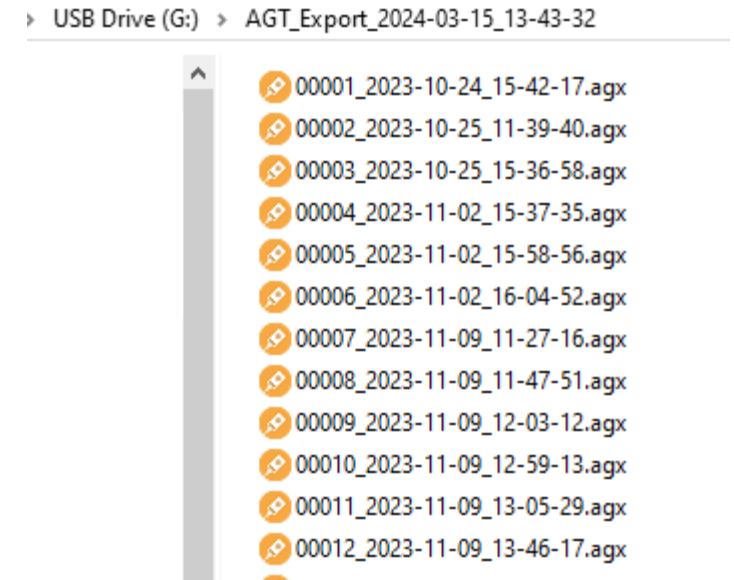 > USB Drive (G:) > AGT_Export_2024-03-15_13-43-32
00001_2023-10-24_15-42-17.agx
00002_2023-10-25_11-39-40.agx
00003_2023-10-25_15-36-58.agx
00004_2023-11-02_15-37-35.agx
00005_2023-11-02_15-58-56.agx
00006_2023-11-02_16-04-52.agx
00007_2023-11-09_11-27-16.agx
00008_2023-11-09_11-47-51.agx
00009_2023-11-09_12-03-12.agx
00010_2023-11-09_12-59-13.agx
00011_2023-11-09_13-05-29.agx
00012_2023-11-09_13-46-17.agx